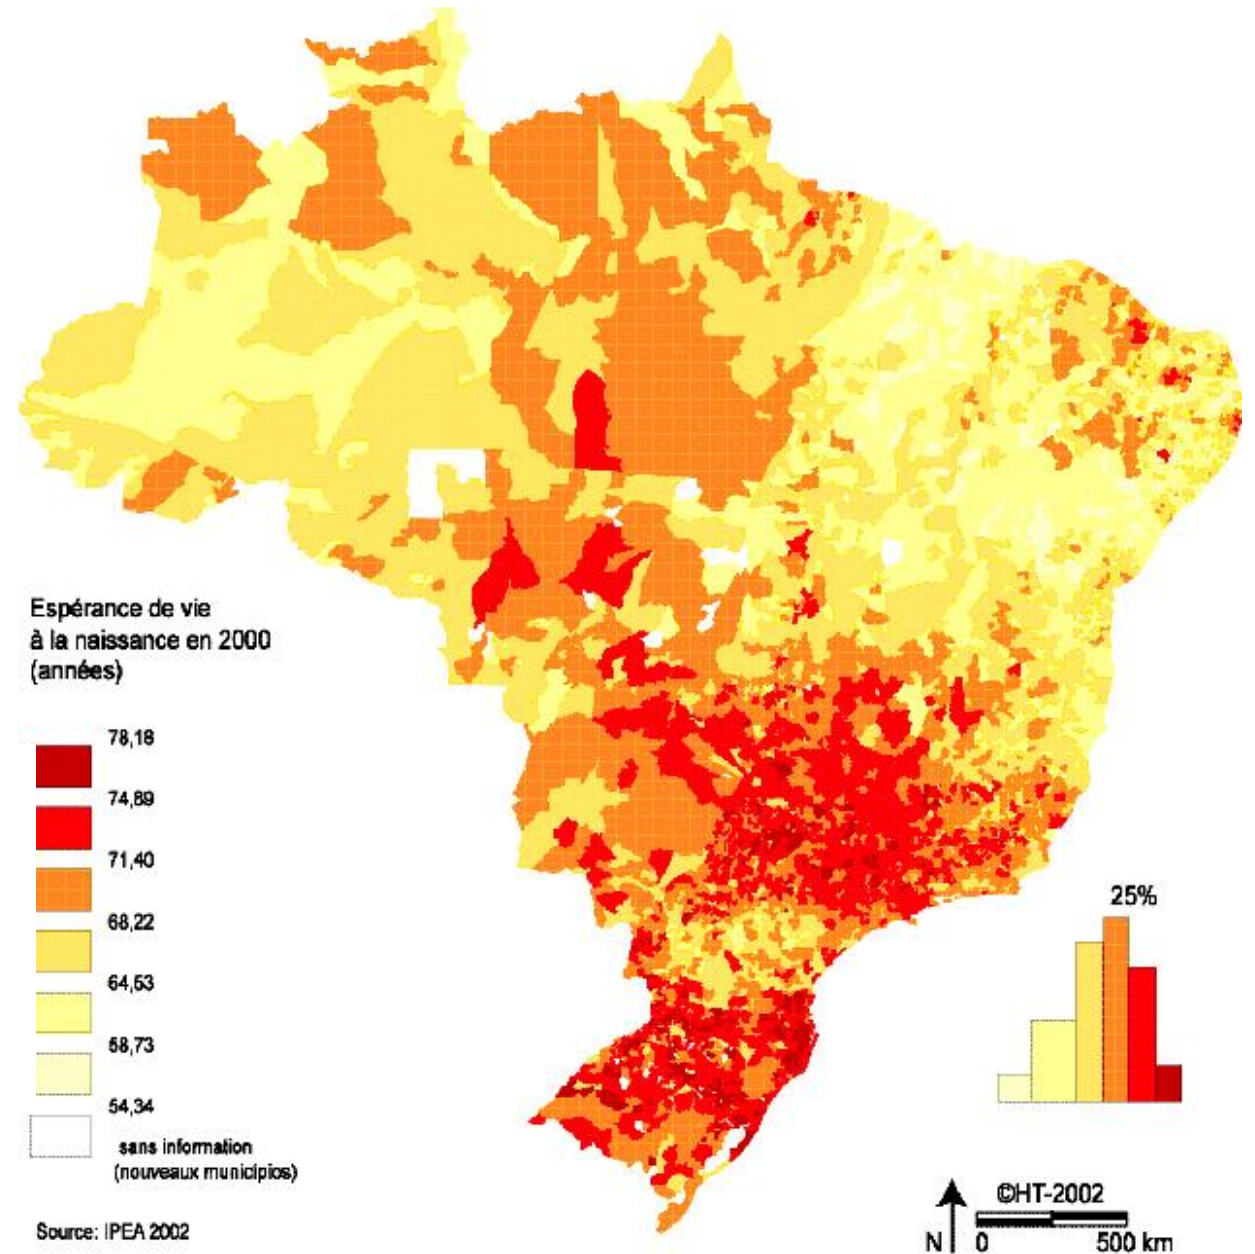 Espérance de vie
à la naissance en 2000
(années)
78,18
74,89
71,40
68,22
64,53
58,73
54,34
sans information
(nouveaux municipios)
Source: IPEA 2002
25%
©HT-2002
N 0 500 km